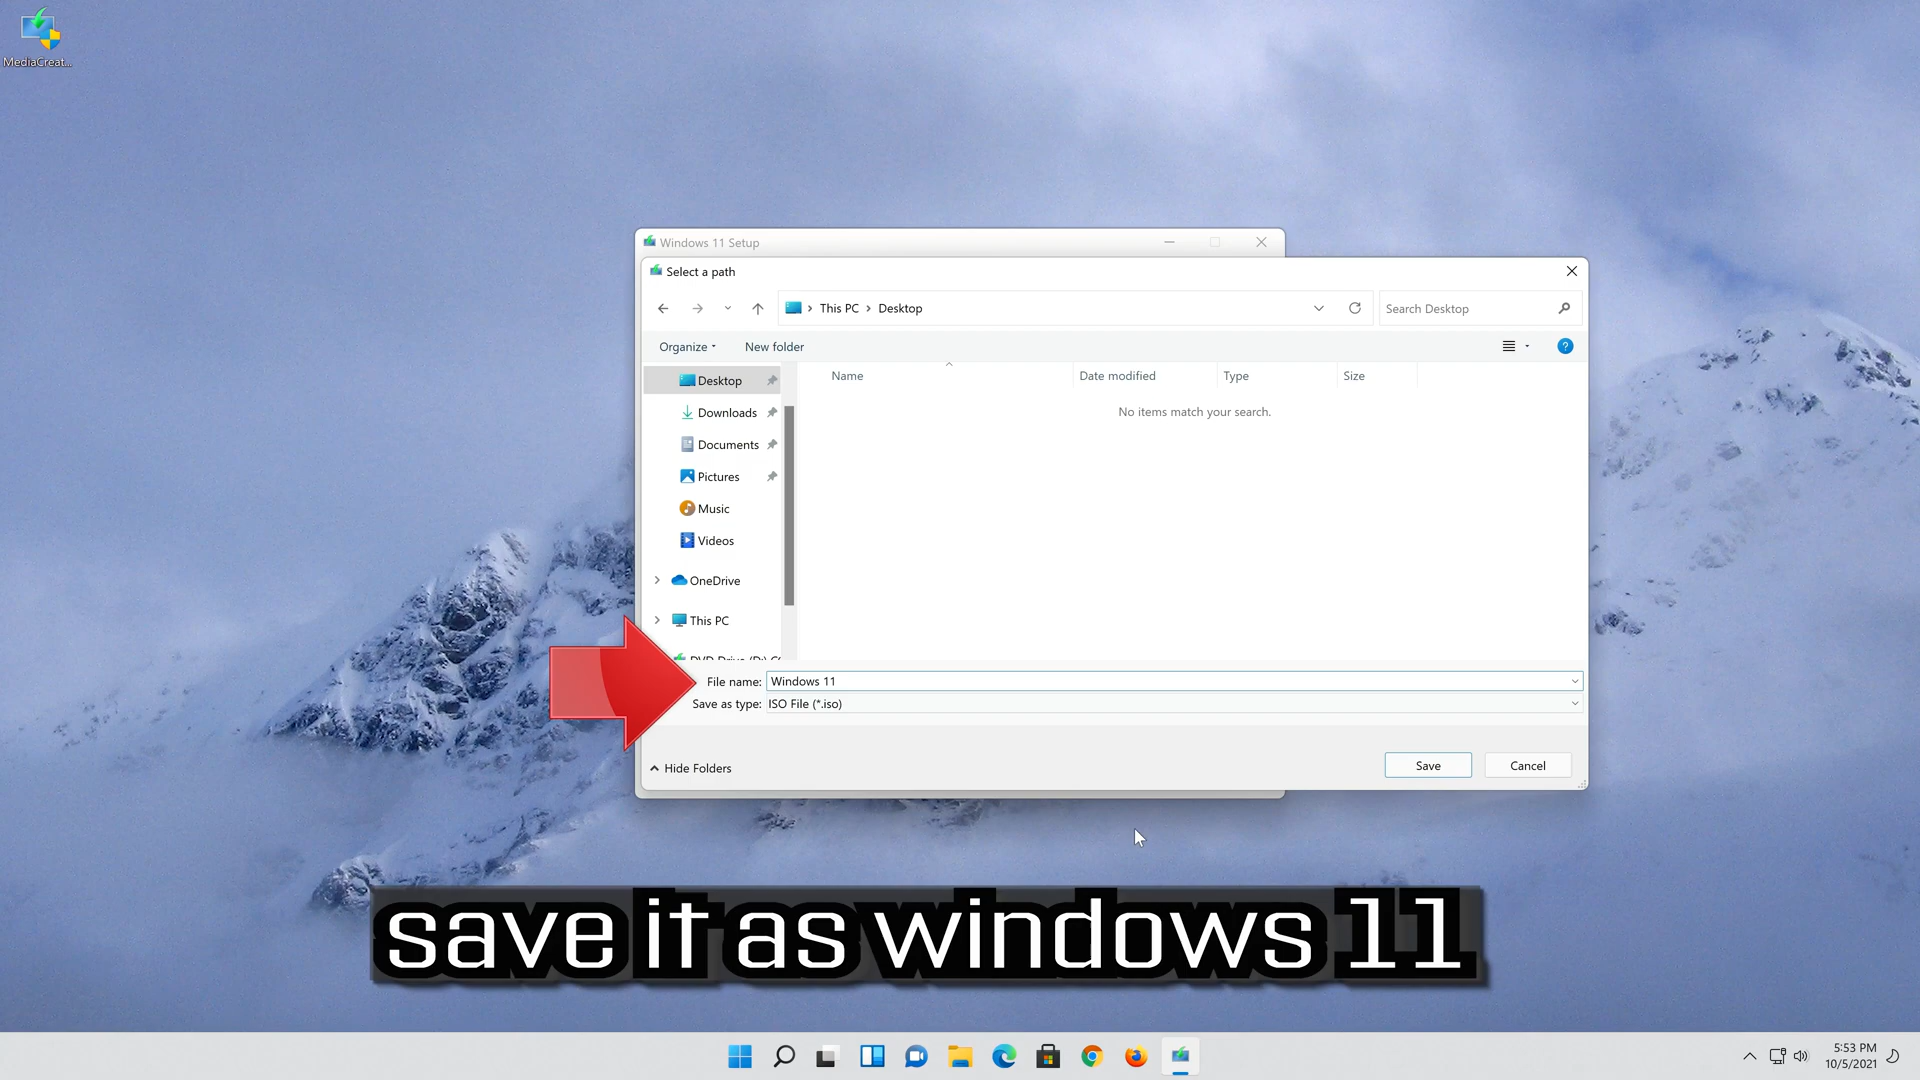 MediaCreat...
Windows 11 Setup
Select a path
This PC
Desktop
Search Desktop
Organize
New folder
Name
Date modified
Type
Size
No items match your search.
Desktop
Downloads
Documents
Pictures
Music
Videos
OneDrive
This PC
File name:
Windows 11
Save as type:
ISO File (*.iso)
Hide Folders
Save
Cancel
save it as windows 11
5:53 PM
10/5/2021